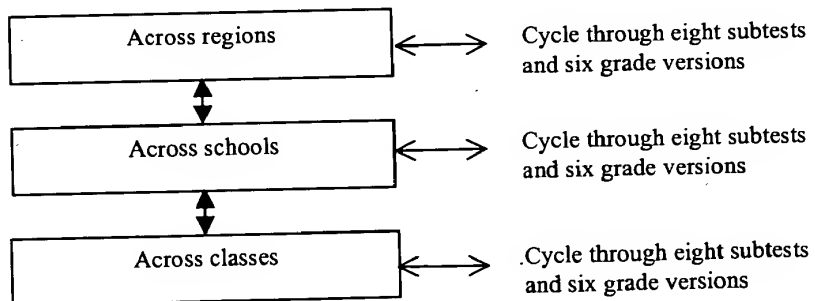 Across regions
Cycle through eight subtests
and six grade versions
Across schools
Cycle through eight subtests
and six grade versions
Across classes
.Cycle through eight subtests
and six grade versions